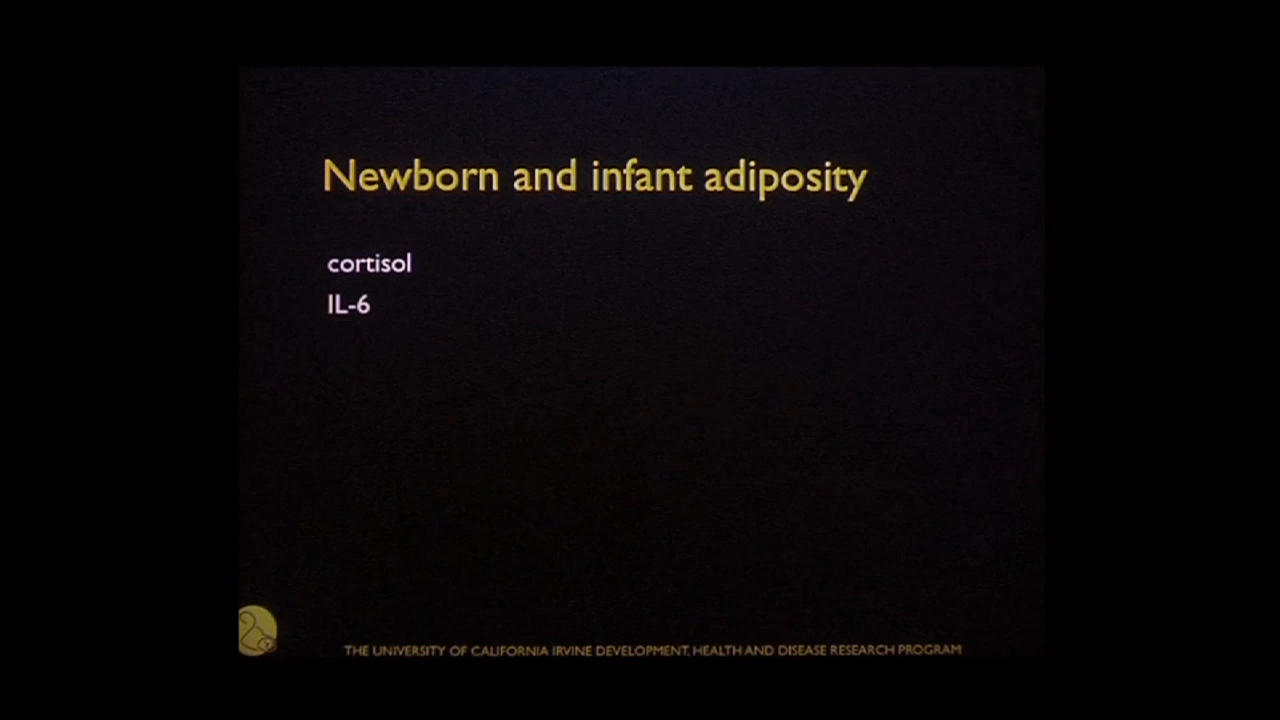 Newborn and infant adiposity
cortisol
IL-6
THE UNIVERSITY OF CALIFORNIA IRVINE DEVELOPMENT, HEALTH AND DISEASE RESEARCH PROGRAM